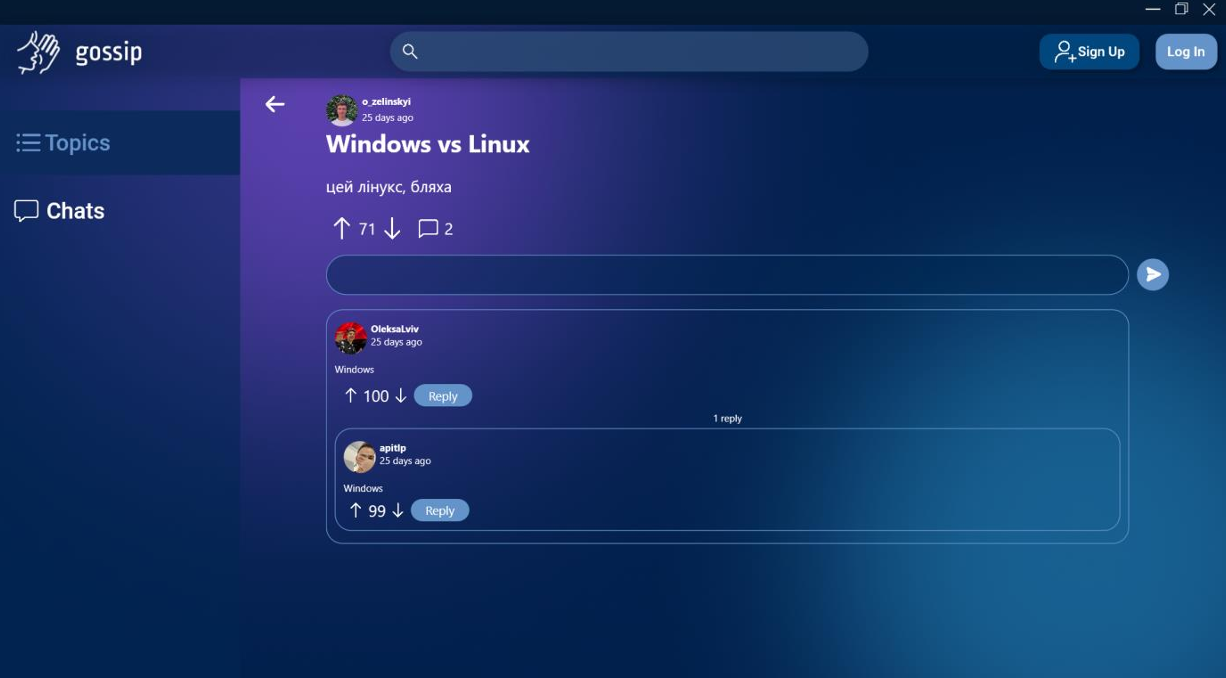 gossip
Sign Up
Log In
Topics
Chats
o_zelinskyi
25 days ago
Windows vs Linux
цей лінукс, бляха
71
2
OleksaLviv
25 days ago
Windows
100
Reply
1 reply
apitlp
25 days ago
Windows
99
Reply